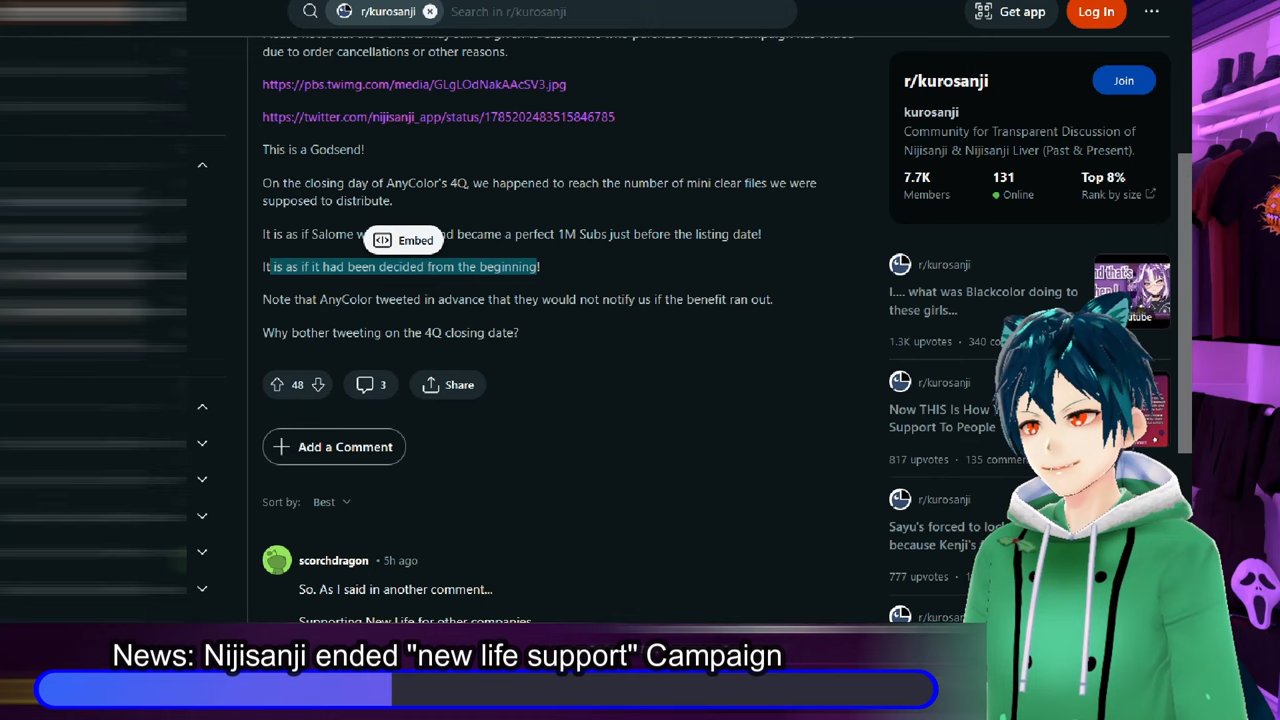 r/kurosanji
Search in r/kurosanji
Get app
Log In
due to order cancellations or other reasons.
https://pbs.twimg.com/media/GLgLOdNakAAcSV3.jpg
https://twitter.com/nijisanji_app/status/1785202483515846785
This is a Godsend!
On the closing day of AnyColor's 4Q, we happened to reach the number of mini clear files we were
supposed to distribute.
It is as if Salome w
Embed
d became a perfect 1M Subs just before the listing date!
It is as if it had been decided from the beginning!
Note that AnyColor tweeted in advance that they would not notify us if the benefit ran out.
Why bother tweeting on the 4Q closing date?
48
3
Share
Add a Comment
Sort by: Best
scorchdragon • 5h ago
So. As I said in another comment...
Supporting New Life for other companies
r/kurosanji
Join
kurosanji
Community for Transparent Discussion of
Nijisanji & Nijisanji Liver (Past & Present).
7.7K 131 Top 8%
Members Online Rank by size
r/kurosanji
I.... what was Blackcolor doing to
these girls...
1.3K upvotes • 340 co
r/kurosanji
Now THIS Is How
Support To People
817 upvotes • 135 comme
r/kurosanji
Sayu's forced to lo
because Kenji's
777 upvotes
r/kurosanji
News: Nijisanji ended "new life support" Campaign